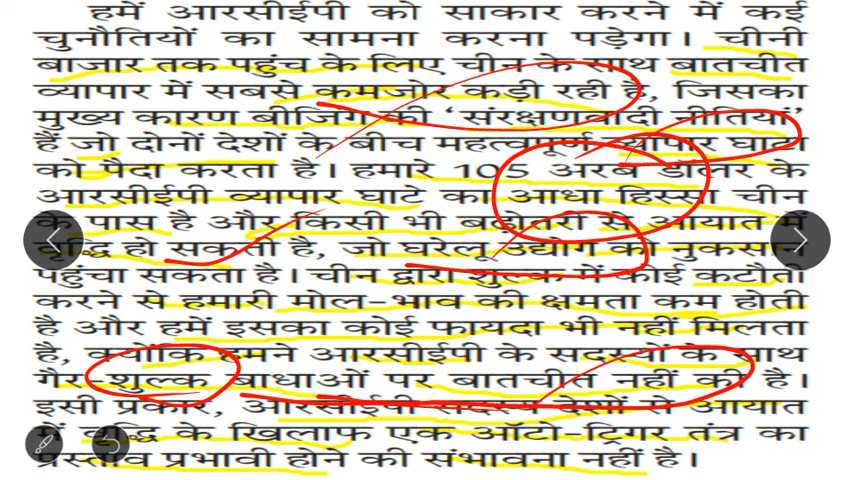 हमें आरसीईपी को साकार करने में कई
चुनौतियों का सामना करना पड़ेगा। चीनी
बाजार तक पहुंच के लिए चीन के साथ बातचीत
व्यापार में सबसे कमजोर कड़ी रही है, जिसका
मुख्य कारण बीजिंग की ‘संरक्षणवादी नीतियां”
हैं जो दोनों देशों के बीच महत्वपूर्ण व्यापार घाटा
को पैदा करता है। हमारे 105 अरब डॉलर के
आरसीईपी व्यापार घाटे का आधा हिस्सा चीन
के पास है और किसी भी बढ़ोतरी से आयात में
वृद्धि हो सकती है, जो घरेलू उद्योग को नुकसान
पहुंचा सकता है। चीन द्वारा शुल्क में कोई कटौती
करने से हमारी मोल-भाव की क्षमता कम होती
है और हमें इसका कोई फायदा भी नहीं मिलता
है, क्योंकि हमने आरसीईपी के सदस्यों के साथ
गैर शुल्क बाधाओं पर बातचीत नहीं की है।
इसी प्रकार, आरसीईपी सदस्य देशों से आयात
में वृद्धि के खिलाफ एक ऑटो-ट्रिगर तंत्र का
प्रस्ताव प्रभावी होने की संभावना नहीं है।